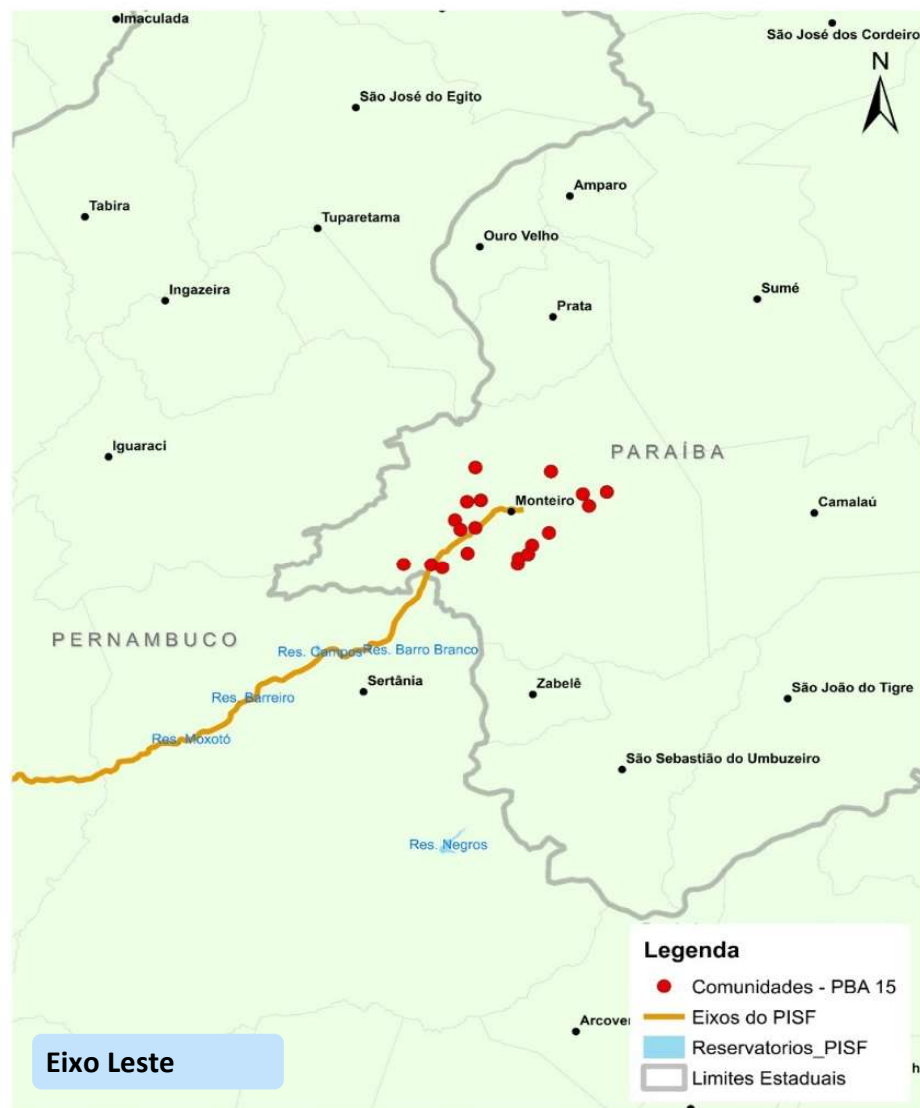 Imaculada
São José dos Cordeiro
N
São José do Egito
Amparo
Tabira
Tuparetama
Ouro Velho
Ingazeira
Sumé
Prata
Iguaraci
PARAÍBA
Monteiro
Camalaú
PERNAMBUCO
Res. Campos
Res. Barro Branco
Sertânia
Zabelê
Res. Barreiro
São João do Tigre
Res. Moxotó
São Sebastião do Umbuzeiro
Res. Negros
Legenda
Comunidades - PBA 15
Eixos do PISF
Reservatorios_PISF
Limites Estaduais
Arcover
h
Eixo Leste